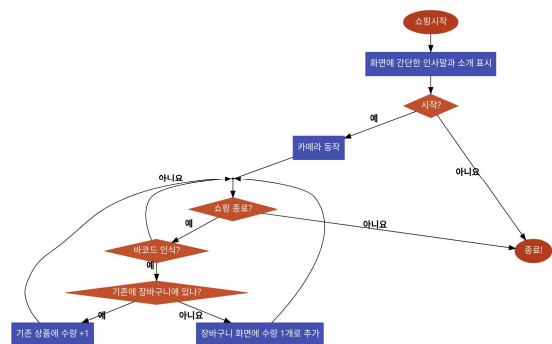 쇼핑시작
화면에 간단한 인사말과 소개 표시
시작?
예
카메라 동작
아니요
아니요
쇼핑 종료?
예
아니요
바코드 인식?
종료!
예
기존에 장바구니에 있나?
예
아니요
기존 상품에 수량 +1
장바구니 화면에 수량 1개로 추가